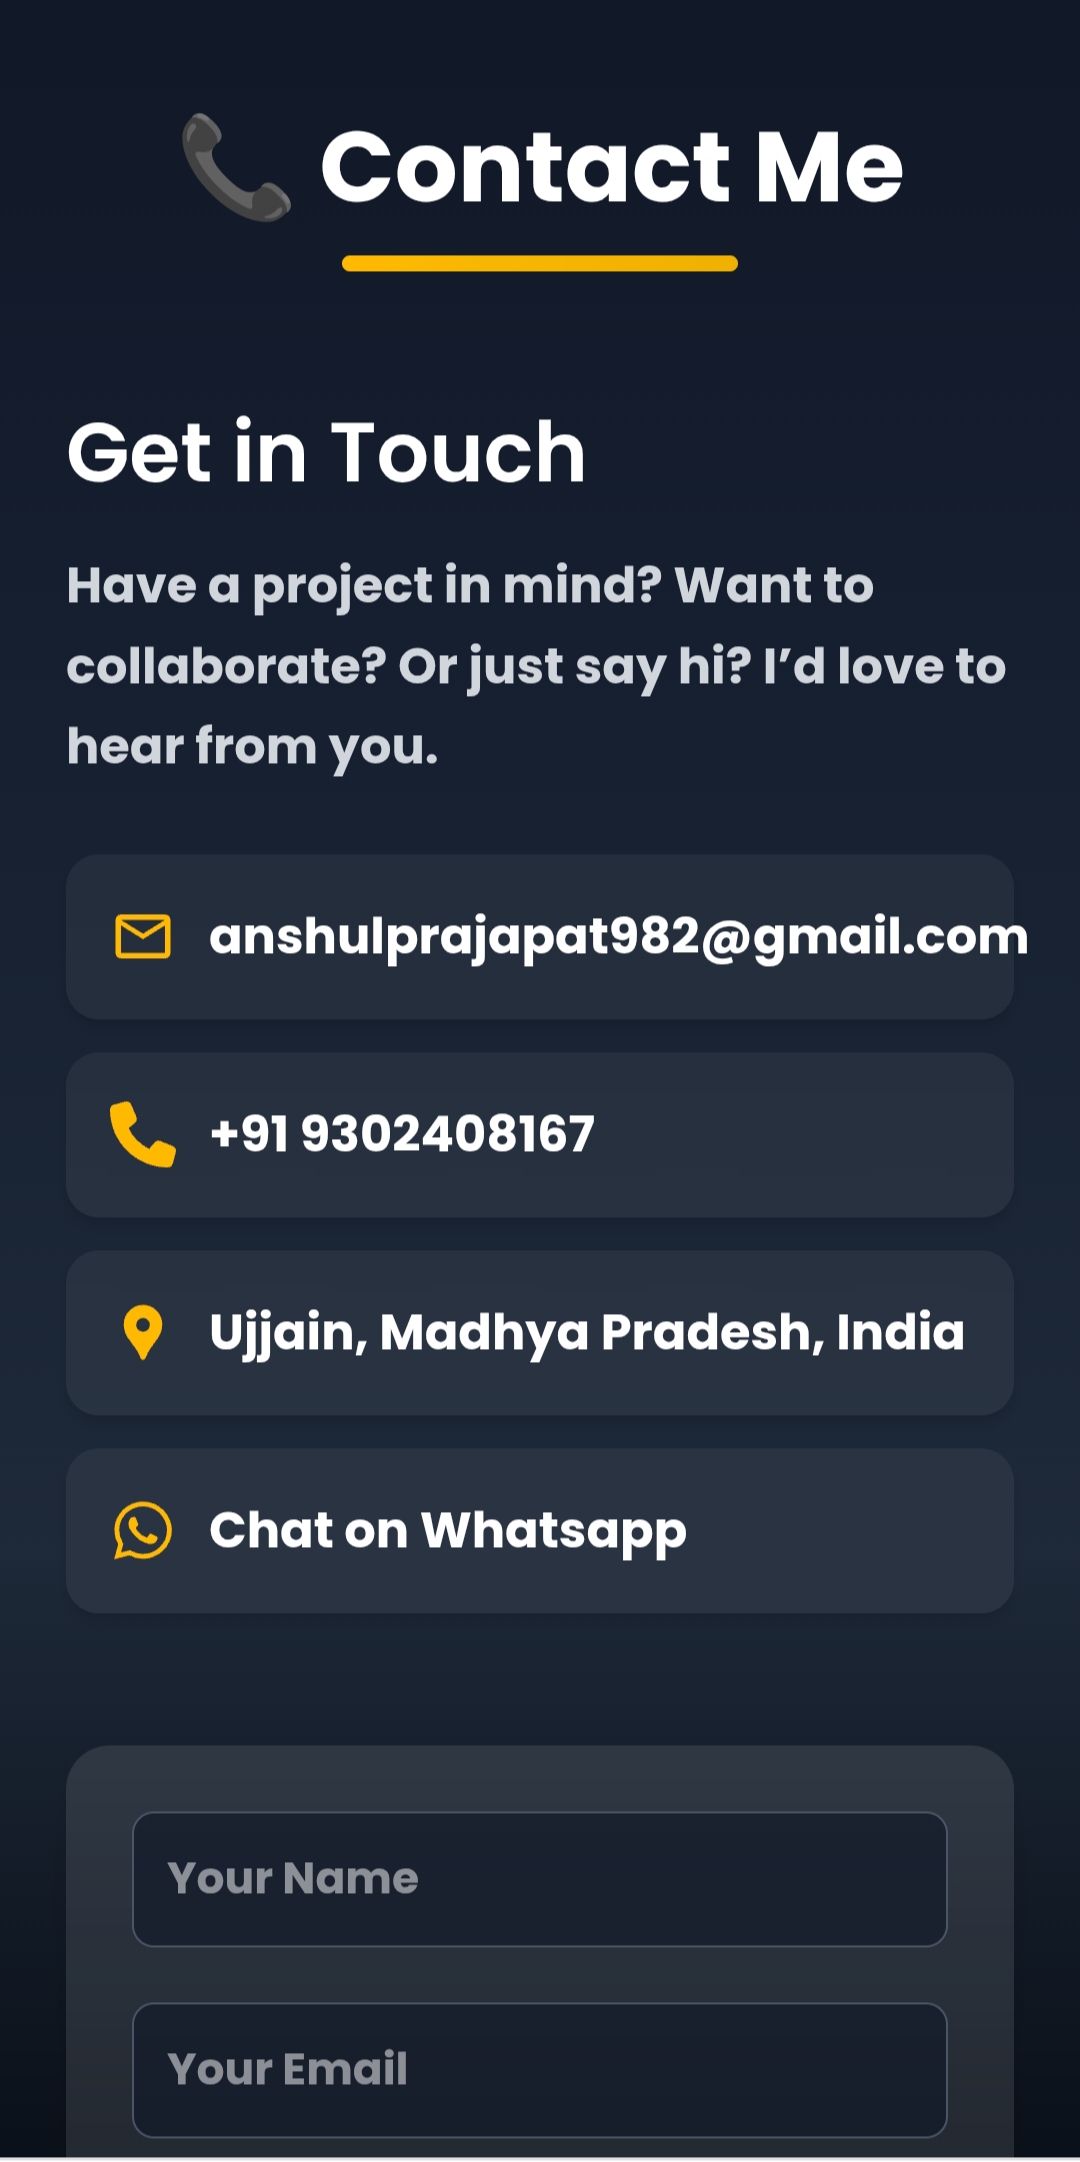 Contact Me
Get in Touch
Have a project in mind? Want to
collaborate? Or just say hi? I’d love to
hear from you.
anshulprajapat982@gmail.com
+91 9302408167
Ujjain, Madhya Pradesh, India
Chat on Whatsapp
Your Name
Your Email